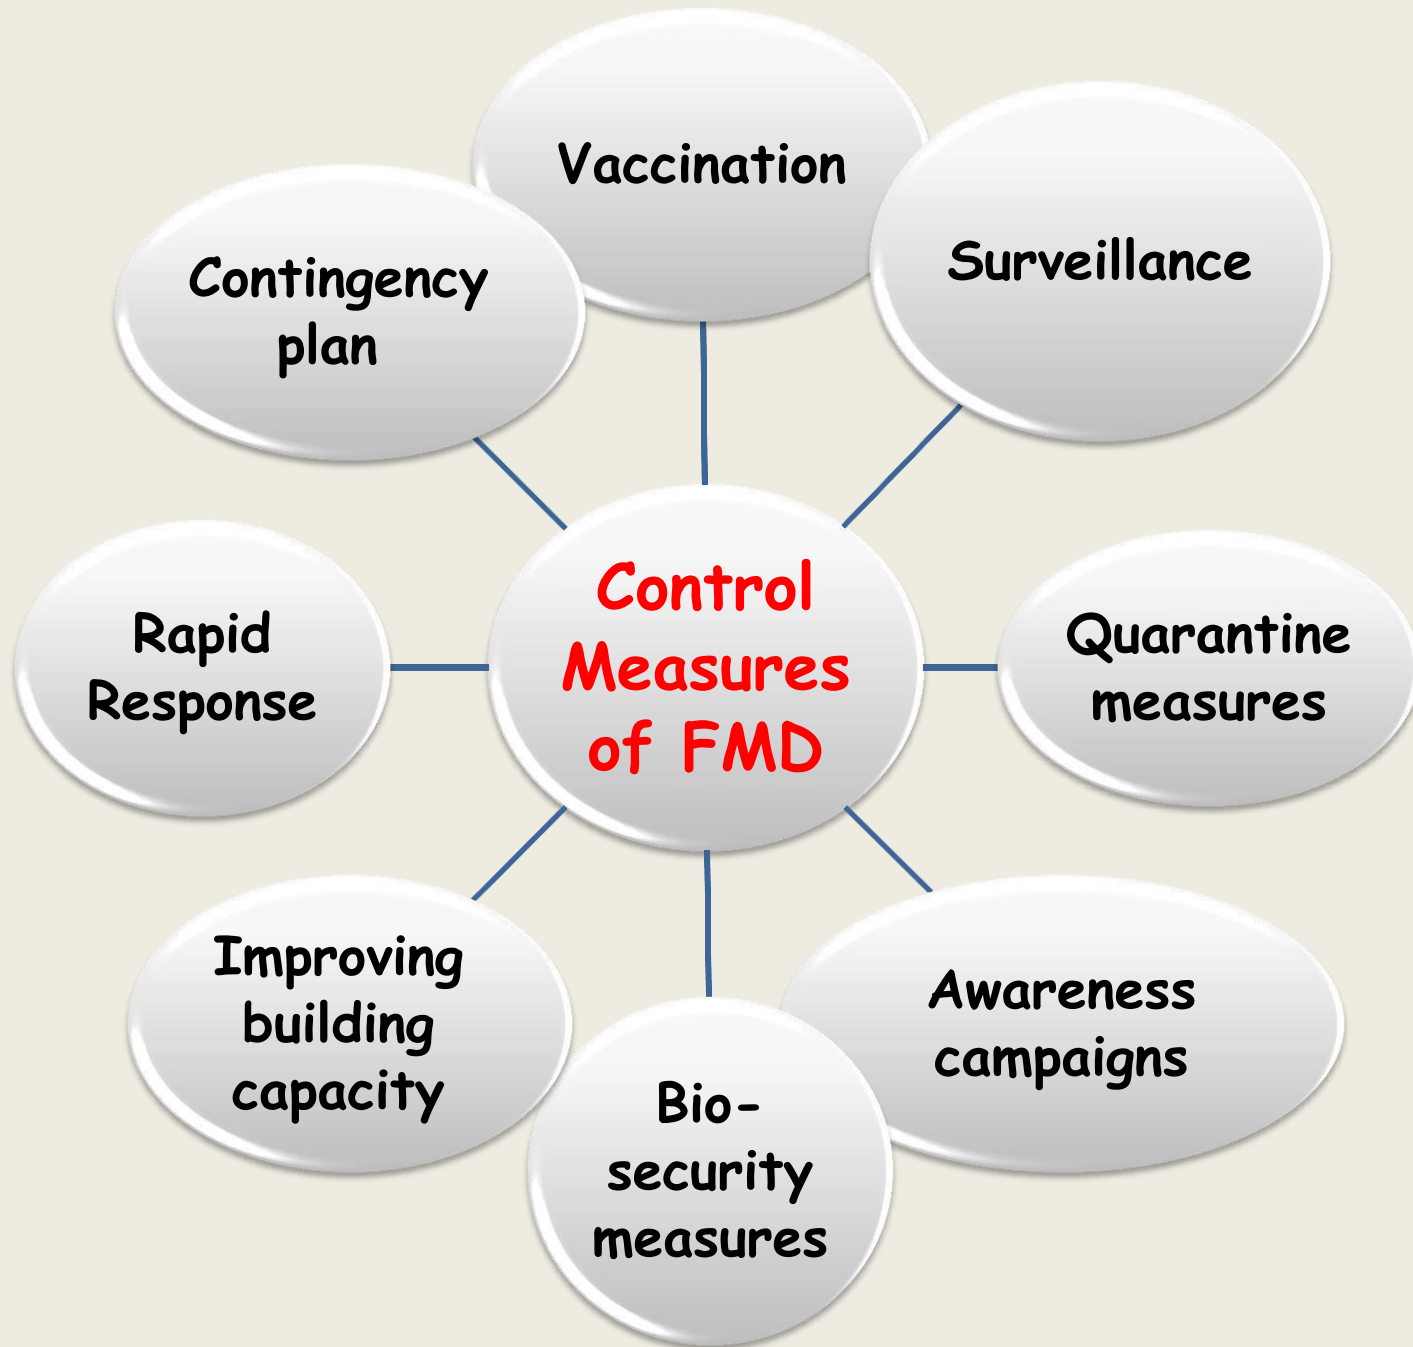 Vaccination
Surveillance
Contingency
plan
Control
Measures
of FMD
Rapid
Response
Quarantine
measures
Improving
building
capacity
Awareness
campaigns
Bio-
security
measures